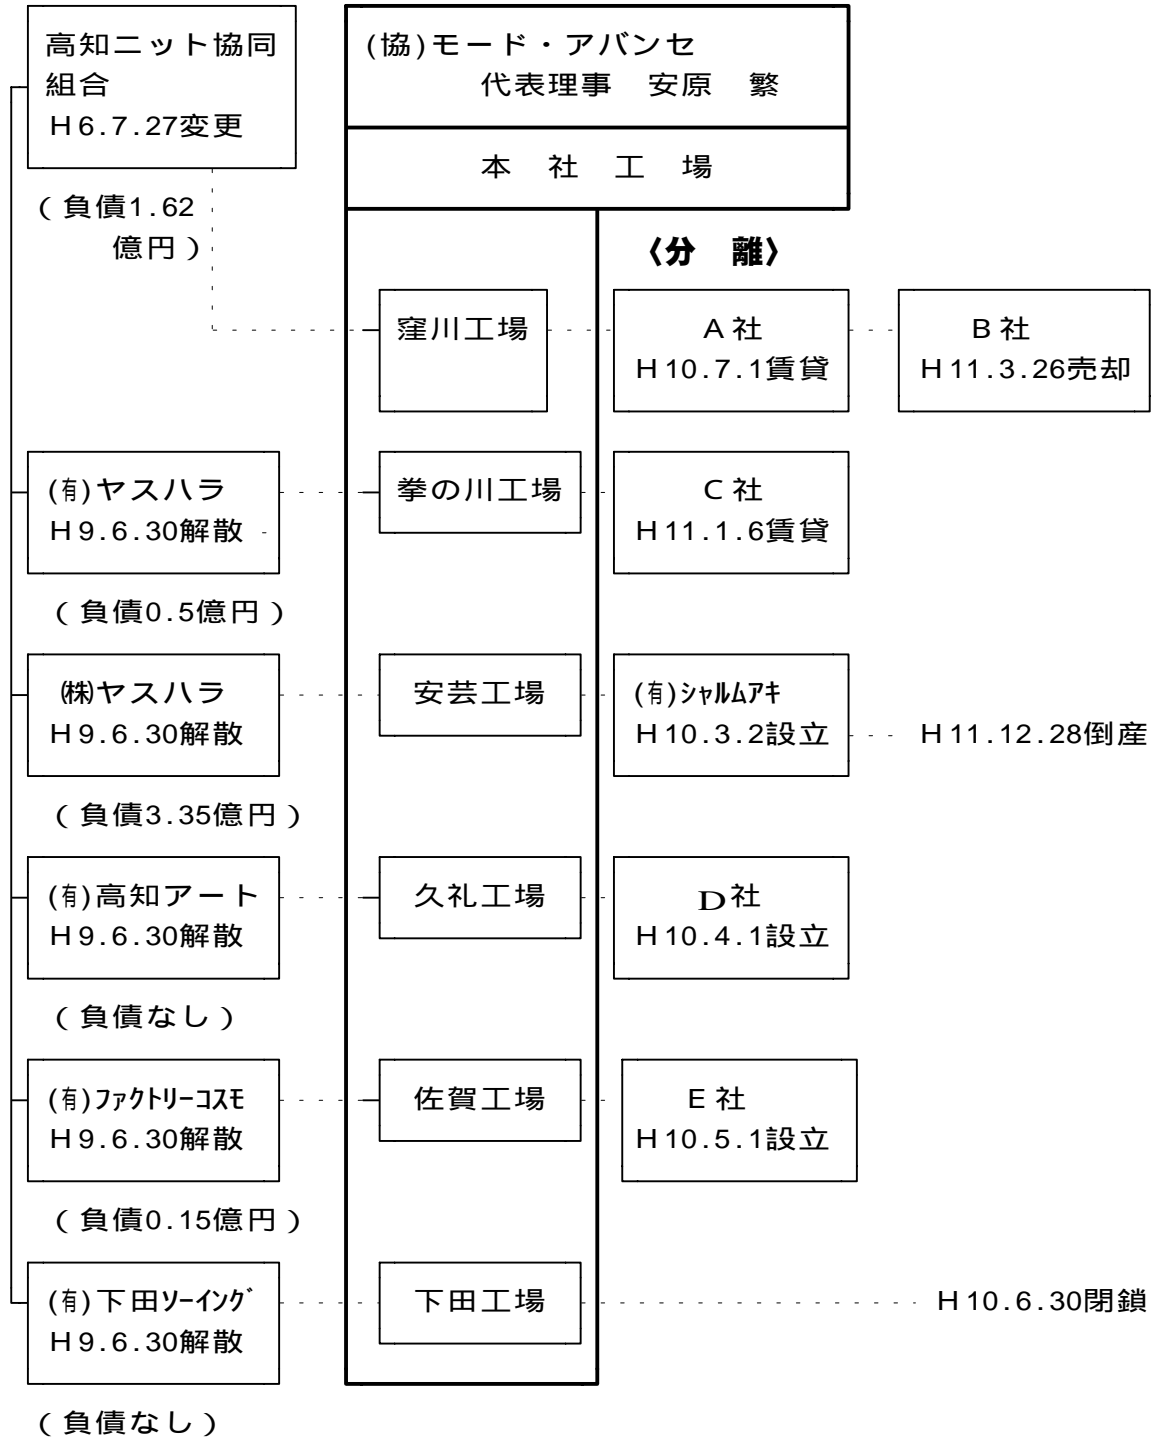 高知ニット協同
組合
H6.7.27変更
(負債1.62
億円)
(協)モード・アバンセ
代表理事 安原 繁
本 社 工 場
〈分 離〉
窪川工場
A社
H10.7.1賃貸
B社
H11.3.26売却
(有)ヤスハラ
H9.6.30解散
拳の川工場
C社
H11.1.6賃貸
(負債0.5億円)
㈱ヤスハラ
H9.6.30解散
安芸工場
(有)シャルムアキ
H10.3.2設立
H11.12.28倒産
(負債3.35億円)
(有)高知アート
H9.6.30解散
久礼工場
D社
H10.4.1設立
(負債なし)
(有)ファクトリーコスモ
H9.6.30解散
佐賀工場
E社
H10.5.1設立
(負債0.15億円)
(有)下田ソーイング
H9.6.30解散
下田工場
H10.6.30閉鎖
(負債なし)